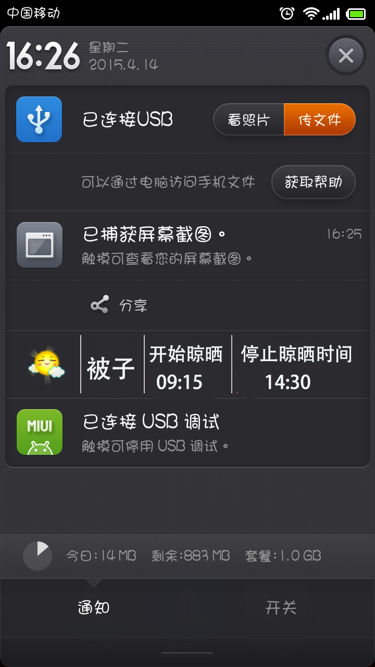 中国移动
16:26
星期二
2015.4.14
已连接USB
看照片
传文件
可以通过电脑访问手机文件
获取帮助
已捕获屏幕截图。
16:25
触摸可查看您的屏幕截图。
分享
被子
开始晾晒
09:15
停止晾晒时间
14:30
MIUI
已连接 USB 调试
触摸可停用 USB 调试。
今日:14 MB 剩余:883 MB 套餐:1.0 GB
通知
开关